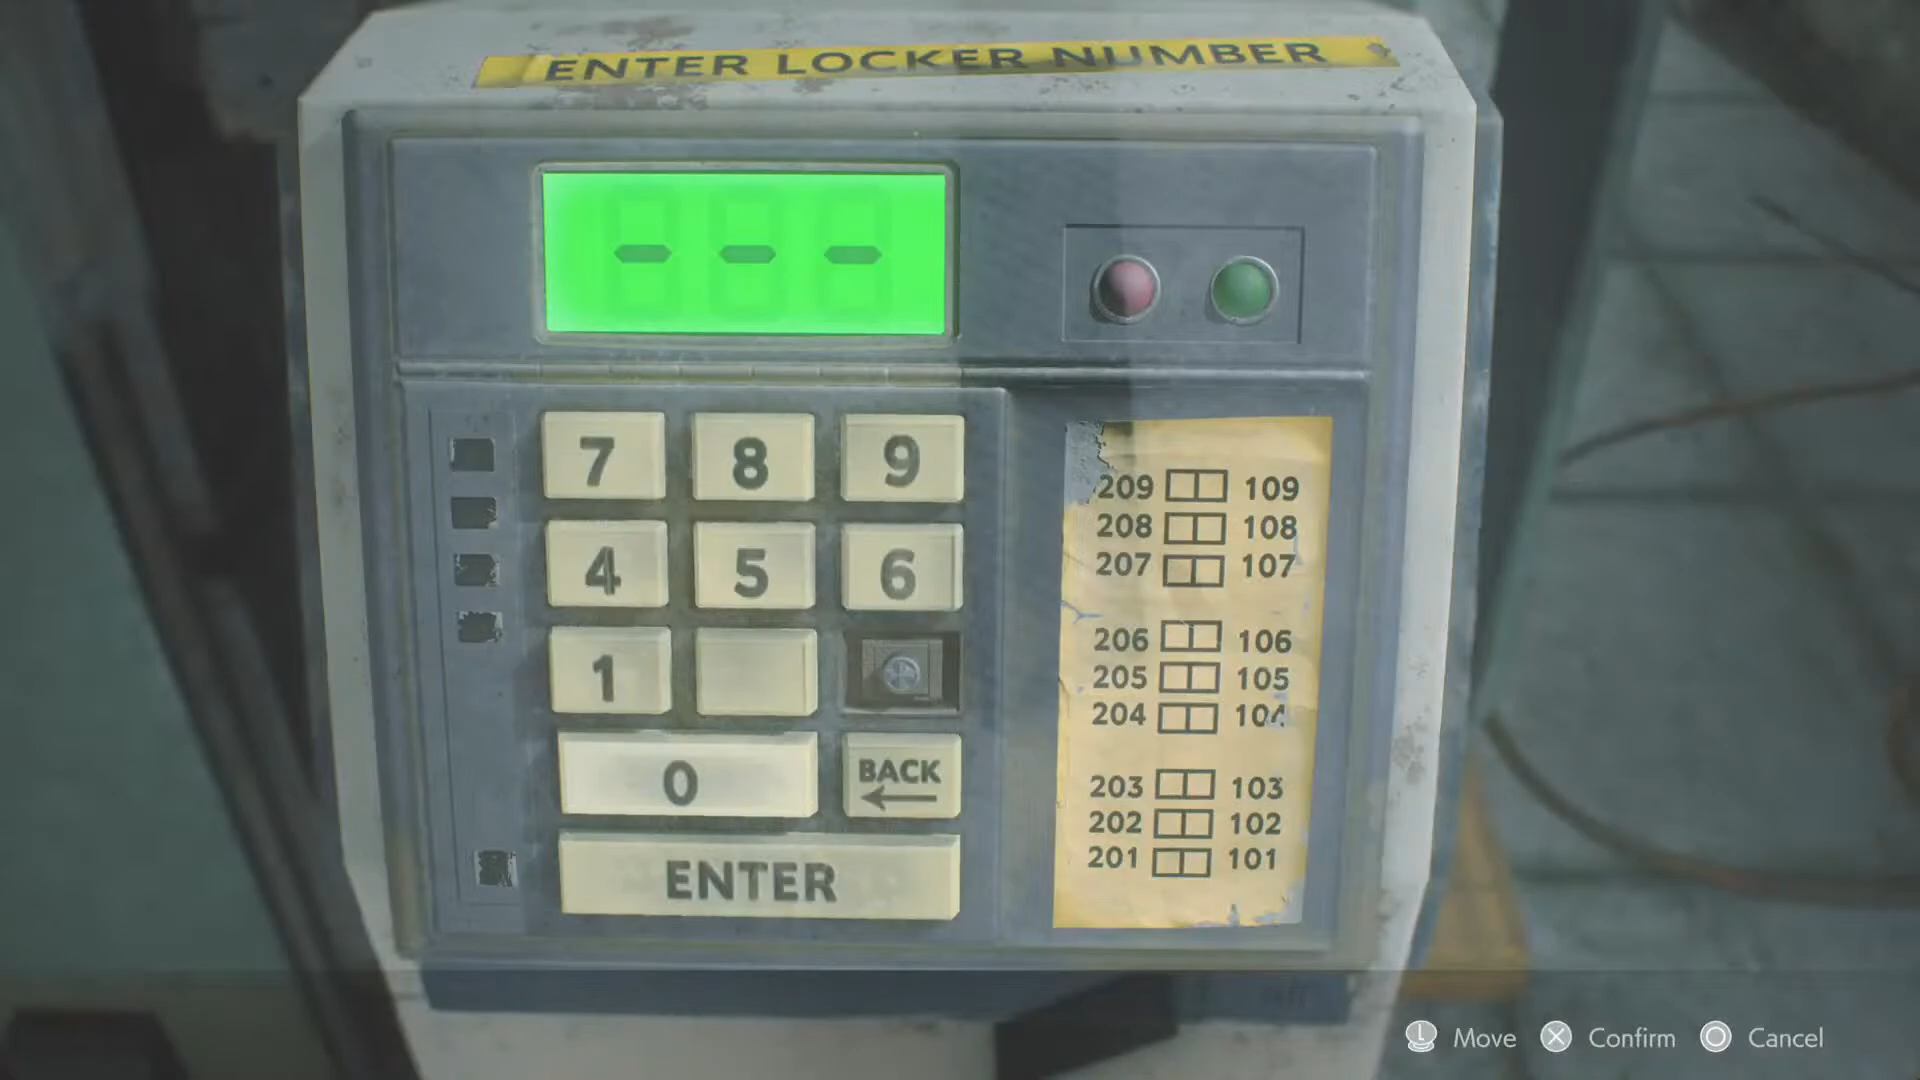 ENTER LOCKER NUMBER
7 8 9
4 5 6
1
0 BACK
ENTER
209 109
208 108
207 107
206 106
205 105
204 104
203 103
202 102
201 101
L Move X Confirm O Cancel